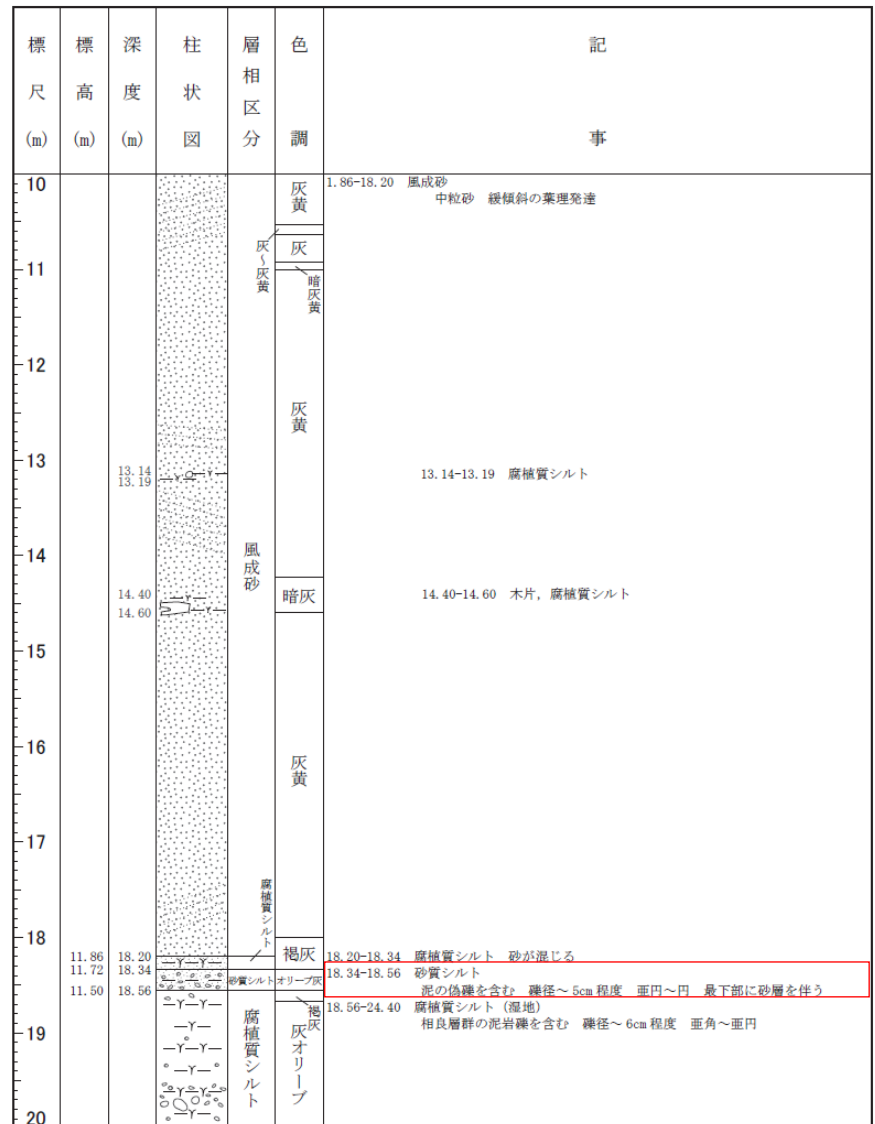 標尺(m)
標高(m)
深度(m)
柱状図
層相区分
色調
記事
10
11
12
13
14
15
16
17
18
19
20
11.86
11.72
11.50
13.14
13.19
14.40
14.60
18.20
18.34
18.56
風成砂
腐植質シルト
砂質シルト
腐植質シルト
灰黄
灰~灰黄
灰
暗灰黄
灰黄
暗灰
灰黄
褐灰
オリーブ灰
褐灰
灰オリーブ
1.86-18.20 風成砂
中粒砂 緩傾斜の葉理発達
13.14-13.19 腐植質シルト
14.40-14.60 木片,腐植質シルト
18.20-18.34 腐植質シルト 砂が混じる
18.34-18.56 砂質シルト
泥の偽礫を含む 礫径~5cm程度 亜円~円 最下部に砂層を伴う
18.56-24.40 腐植質シルト(湿地)
相良層群の泥岩礫を含む 礫径~6cm程度 亜角~亜円